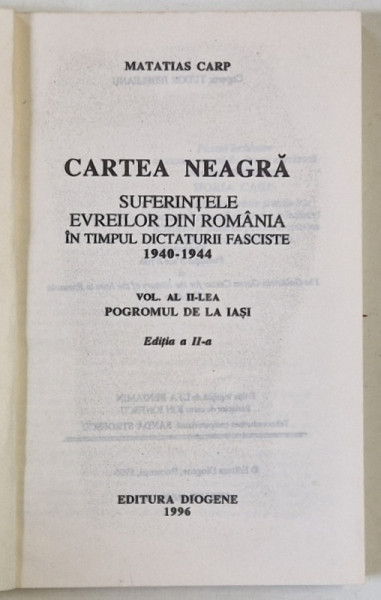 MATATIAS CARP
CARTEA NEAGRĂ
SUFERINȚELE
EVREILOR DIN ROMÂNIA
ÎN TIMPUL DICTATURII FASCISTE
1940-1944
VOL. AL II-LEA
POGROMUL DE LA IAȘI
Ediția a II-a
EDITURA DIOGENE
1996